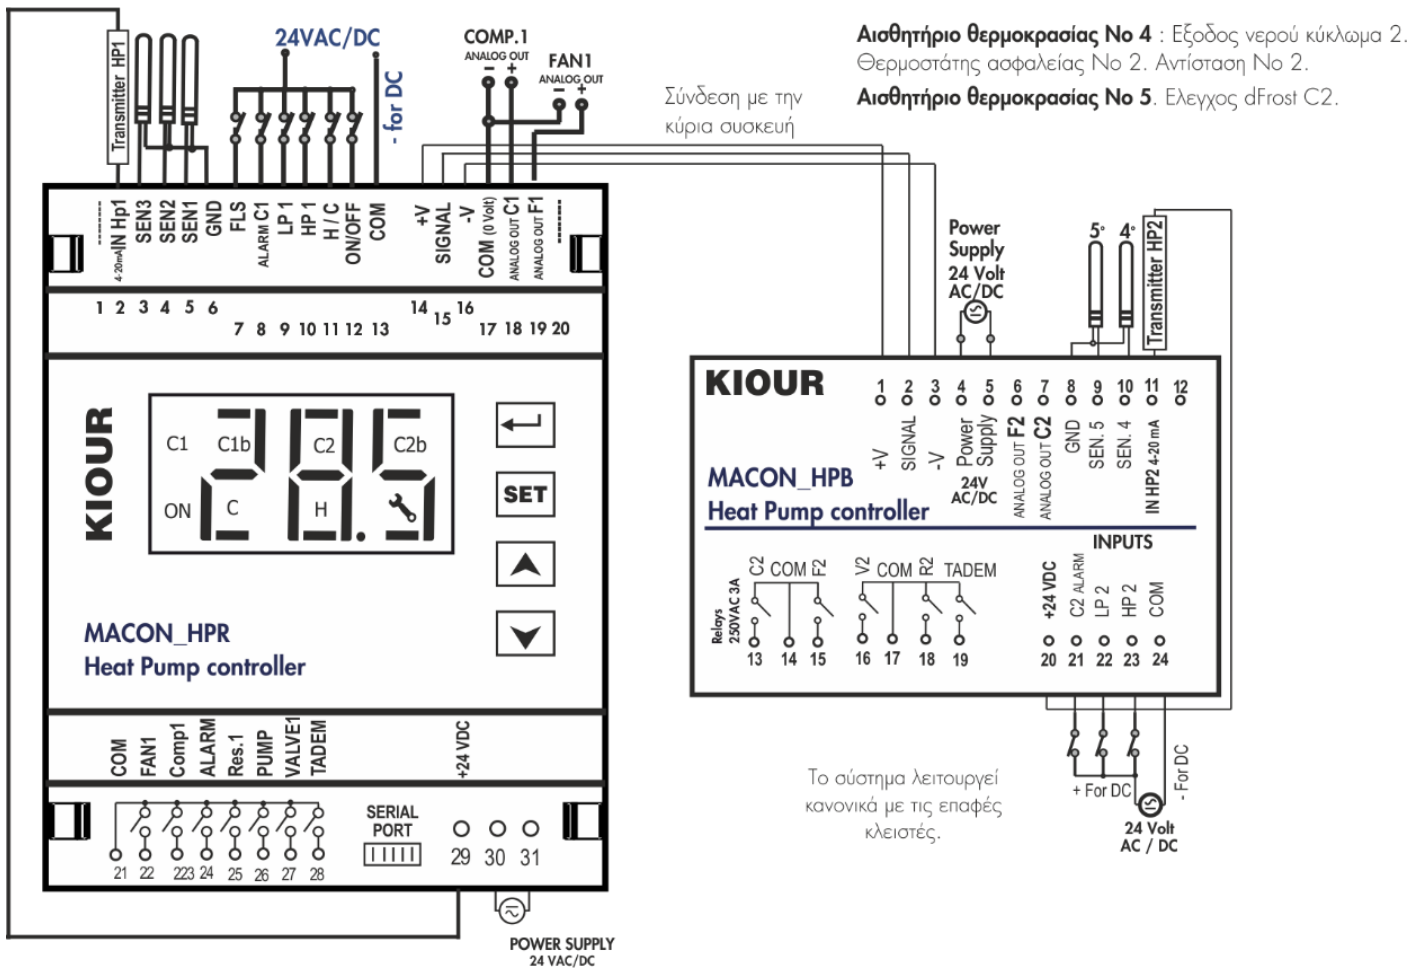 Αισθητήριο θερμοκρασίας Νο 4 : Εξοδος νερού κύκλωμα 2.
Θερμοστάτης ασφαλείας Νο 2. Αντίσταση Νο 2.
Αισθητήριο θερμοκρασίας Νο 5. Ελεγχος dFrost C2.
Σύνδεση με την
κύρια συσκευή
Transmitter HP1
24VAC/DC
- for DC
COMP.1
ANALOG OUT
- +
FAN1
ANALOG OUT
- +
--------
4-20mA IN Hp1
SEN3
SEN2
SEN1
GND
FLS
ALARM C1
LP 1
HP 1
H / C
ON/OFF
COM
+V
SIGNAL
-V
COM (0 Volt)
ANALOG OUT C1
ANALOG OUT F1
--------
1 2 3 4 5 6
7 8 9 10 11 12 13
14 15 16
17 18 19 20
KIOUR
C1 C1b C2 C2b
ON C H
28.5
SET
MACON_HPR
Heat Pump controller
COM
FAN1
Comp1
ALARM
Res.1
PUMP
VALVE1
TADEM
+24 VDC
SERIAL
PORT
21 22 223 24 25 26 27 28
29 30 31
POWER SUPPLY
24 VAC/DC
Power
Supply
24 Volt
AC/DC
5° 4°
Transmitter HP2
KIOUR
1 2 3 4 5 6 7 8 9 10 11 12
+V
SIGNAL
-V
Power
Supply
24V
AC/DC
ANALOG OUT F2
ANALOG OUT C2
GND
SEN. 5
SEN. 4
IN HP2 4-20 mA
MACON_HPB
Heat Pump controller
INPUTS
Relays
250VAC 3A
C2 COM F2
V2 COM R2 TADEM
13 14 15
16 17 18 19
+24 VDC
C2 ALARM
LP 2
HP 2
COM
20 21 22 23 24
+ For DC
- For DC
24 Volt
AC / DC
Το σύστημα λειτουργεί
κανονικά με τις επαφές
κλειστές.